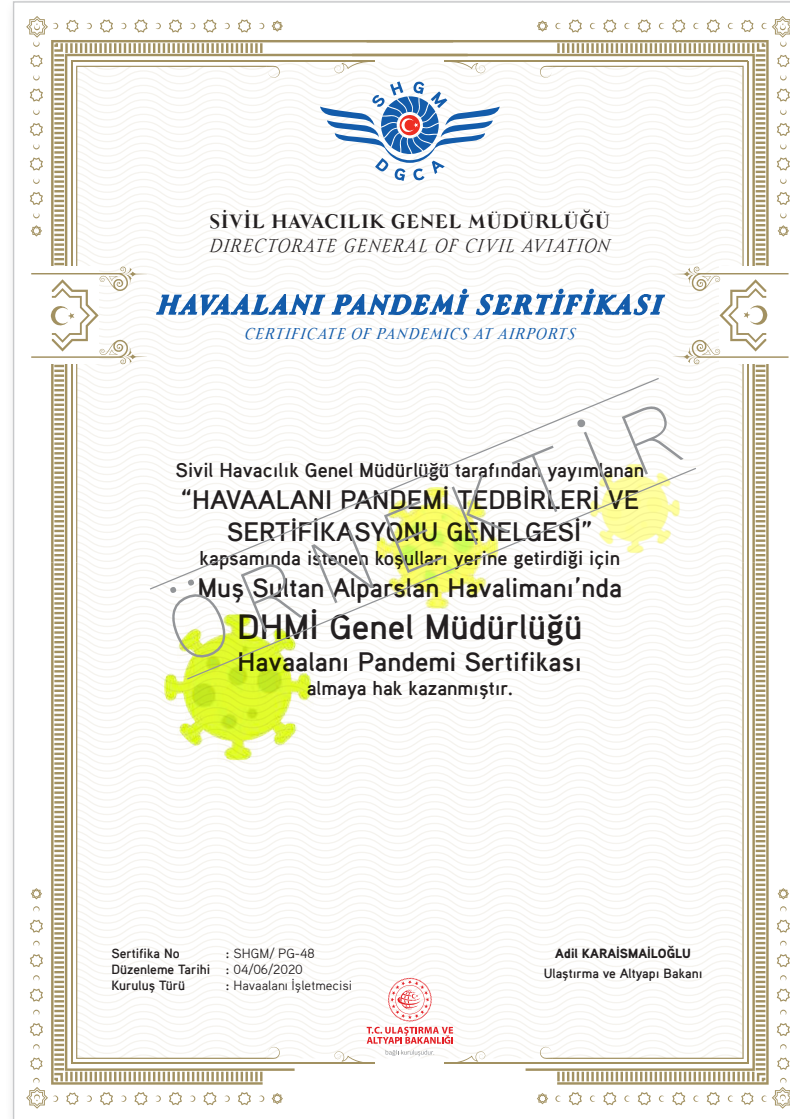 SHGM
DGCA
SİVİL HAVACILIK GENEL MÜDÜRLÜĞÜ
DIRECTORATE GENERAL OF CIVIL AVIATION
HAVAALANI PANDEMİ SERTİFİKASI
CERTIFICATE OF PANDEMICS AT AIRPORTS
Sivil Havacılık Genel Müdürlüğü tarafından yayımlanan
“HAVAALANI PANDEMİ TEDBİRLERİ VE
SERTİFİKASYONU GENELGESİ”
kapsamında istenen koşulları yerine getirdiği için
Muş Sultan Alparslan Havalimanı’nda
DHMİ Genel Müdürlüğü
Havaalanı Pandemi Sertifikası
almaya hak kazanmıştır.
ÖRNEKTİR
Sertifika No : SHGM/ PG-48
Düzenleme Tarihi : 04/06/2020
Kuruluş Türü : Havaalanı İşletmecisi
Adil KARAİSMAİLOĞLU
Ulaştırma ve Altyapı Bakanı
T.C. ULAŞTIRMA VE
ALTYAPI BAKANLIĞI
bağlı kuruluşudur.